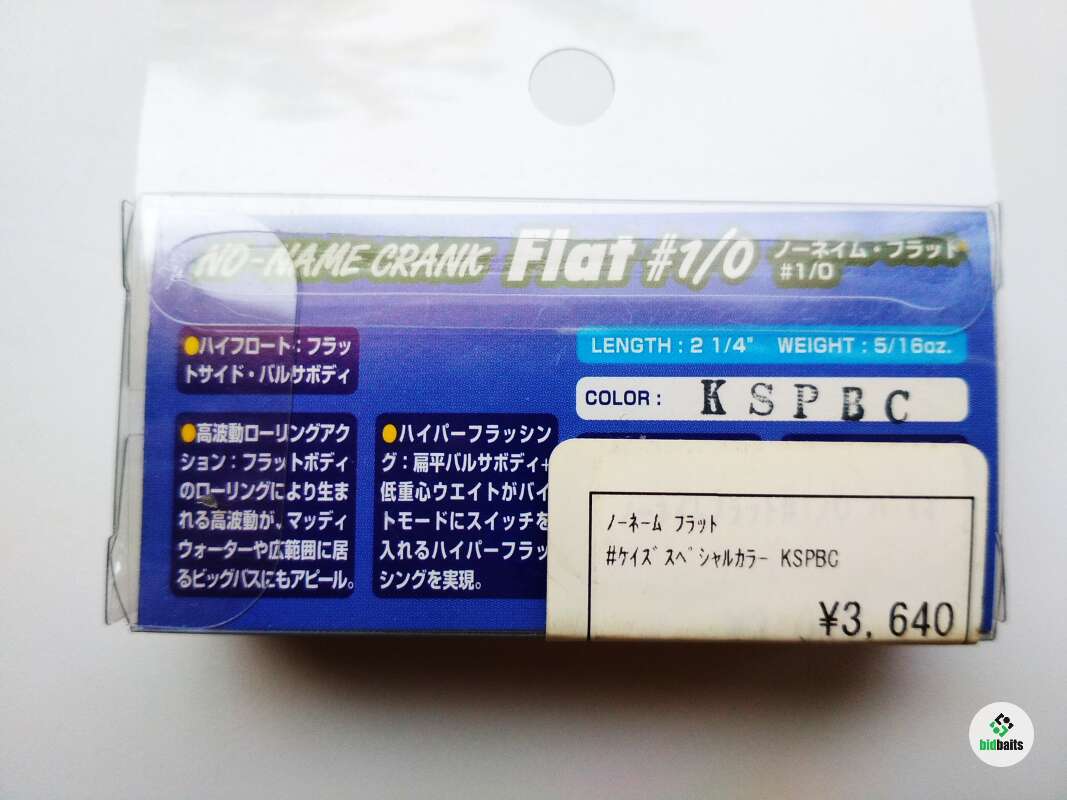 NO-NAME CRANK Flat #1/0 ノーネイム・フラット
#1/0
●ハイフロート：フラッ
トサイド・バルサボディ
LENGTH : 2 1/4" WEIGHT : 5/16oz.
COLOR : KSPBC
●高波動ローリングアク
ション：フラットボディ
のローリングにより生ま
れる高波動が、マッディ
ウォーターや広範囲に居
るビッグバスにもアピール。
●ハイパーフラッシン
グ：扁平バルサボディ+
低重心ウエイトがバイ
トモードにスイッチを
入れるハイパーフラッ
シングを実現。
ノーネーム フラット
#ケイズスペシャルカラー KSPBC
¥3,640
bidbaits